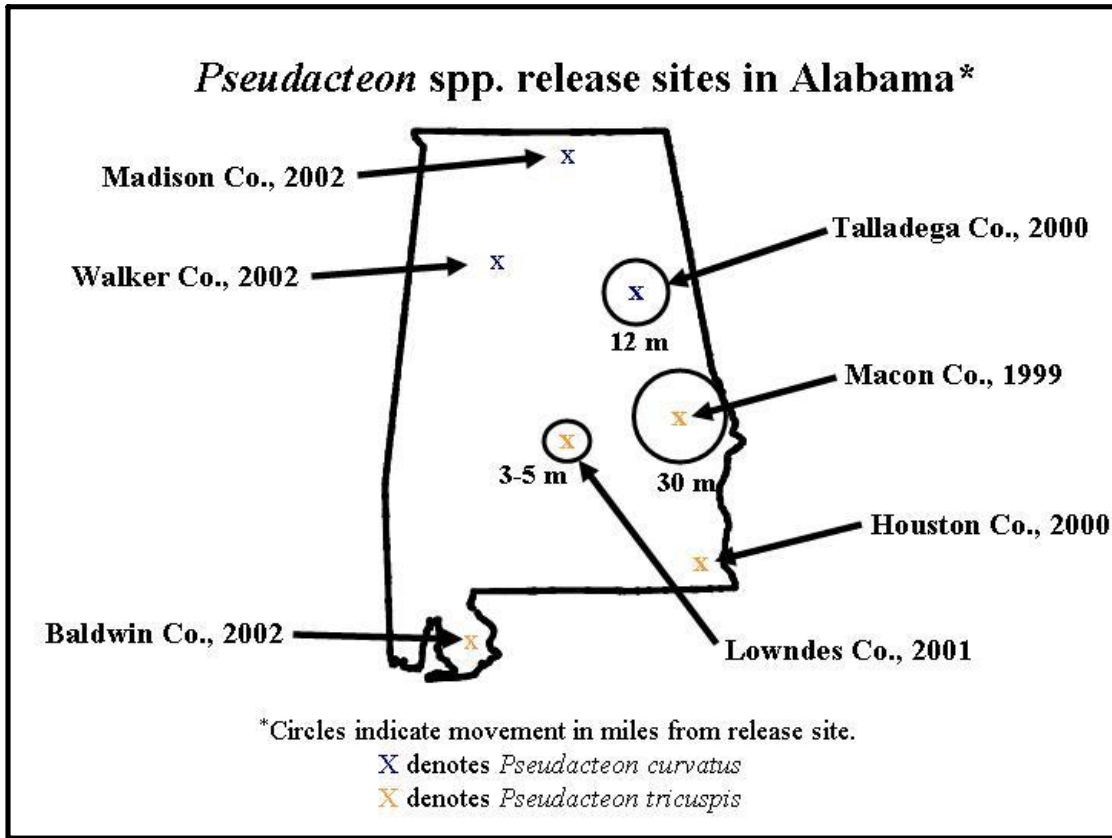 Pseudacteon spp. release sites in Alabama*
x
Madison Co., 2002
Talladega Co., 2000
Walker Co., 2002
x
x
12 m
Macon Co., 1999
x
x
3-5 m
30 m
Houston Co., 2000
x
Baldwin Co., 2002
x
Lowndes Co., 2001
*Circles indicate movement in miles from release site.
X denotes Pseudacteon curvatus
X denotes Pseudacteon tricuspis